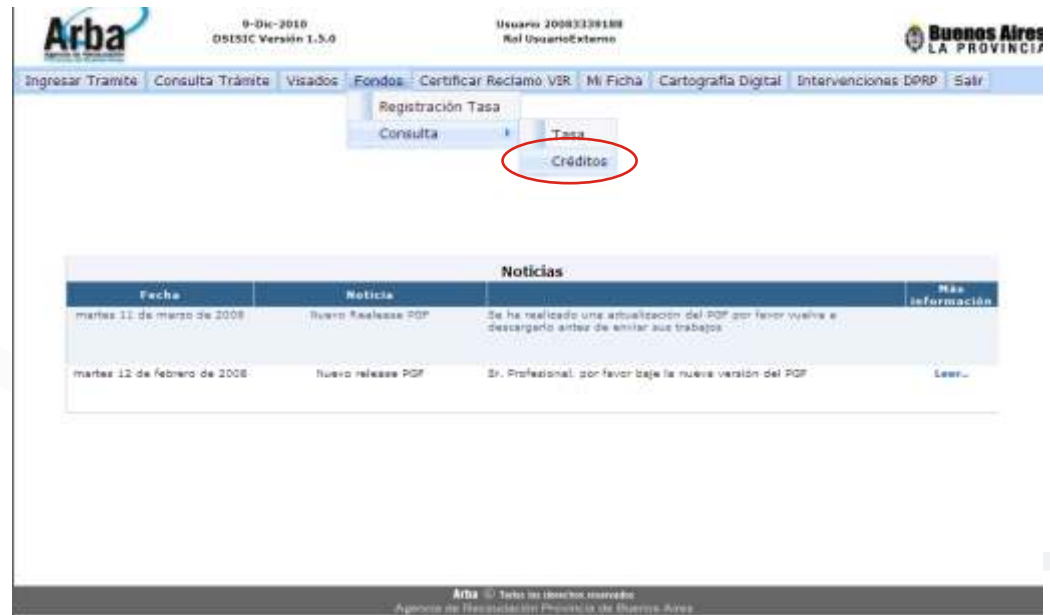 Arba
9-Dic-2010
DSISIC Versión 1.5.0
Usuario 20083339188
Rol UsuarioExterno
Buenos Aires
LA PROVINCIA
Ingresar Tramite Consulta Trámite Visados Fondos Certificar Reclamo VIR Mi Ficha Cartografía Digital Intervenciones DPRP Salir
Registración Tasa
Consulta
Tasa
Créditos
Noticias
Fecha Noticia Más información
martes 11 de marzo de 2008 Nuevo Realease PGF Se ha realizado una actualización del PGF por favor vuelva a
descargarlo antes de enviar sus trabajos
martes 12 de febrero de 2008 Nuevo release PGF Sr. Profesional, por favor baje la nueva versión del PGF Leer...
Arba © Todos los derechos reservados
Agencia de Recaudación Provincia de Buenos Aires